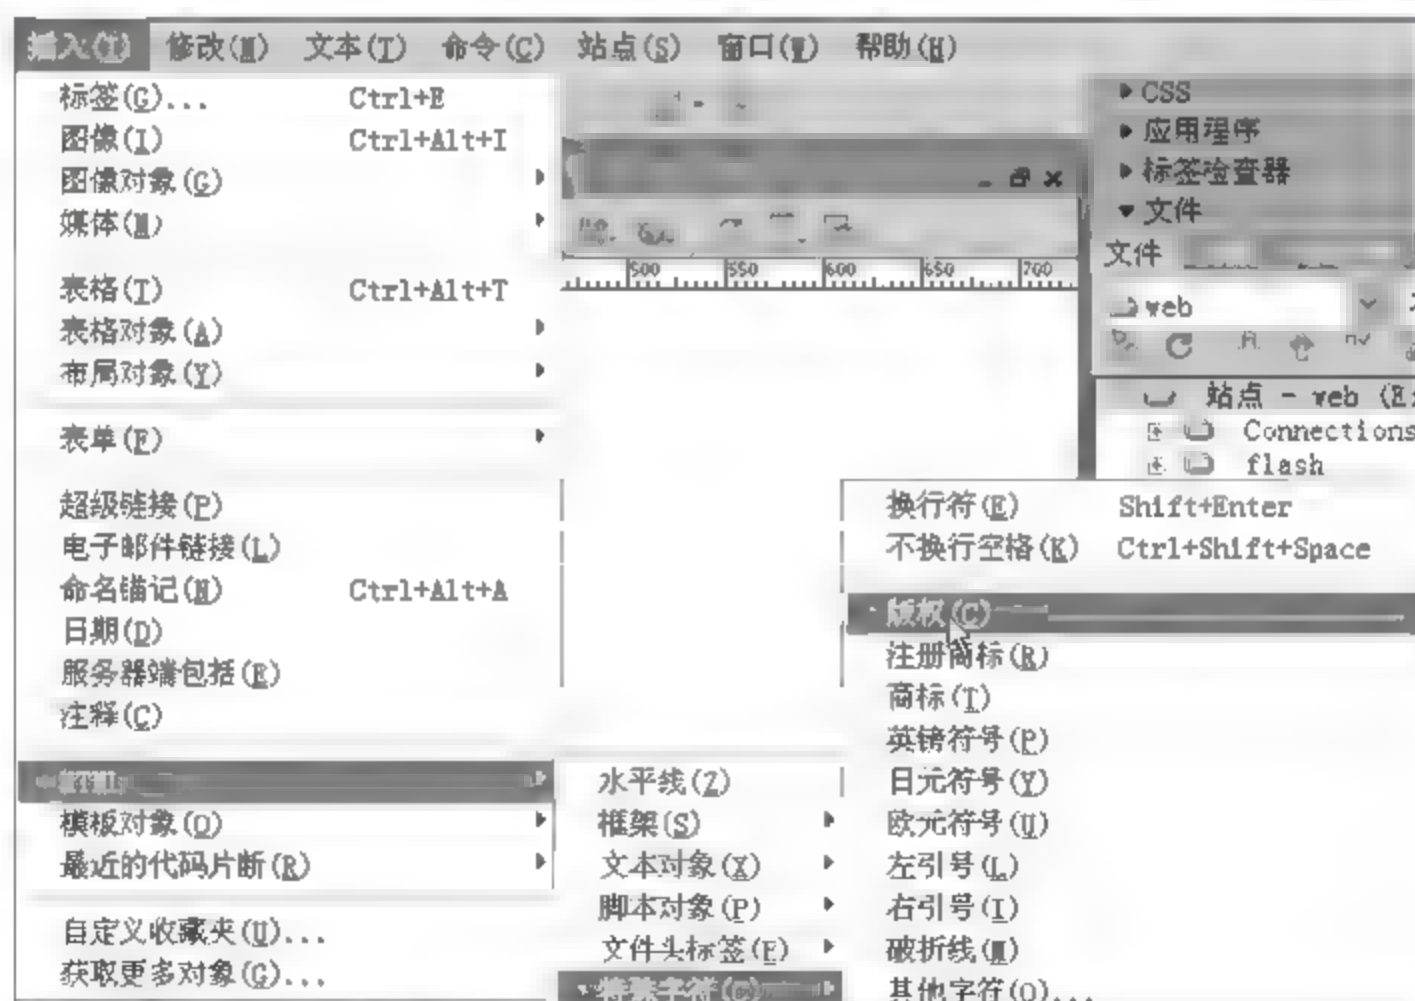 插入(I) 修改(M) 文本(T) 命令(C) 站点(S) 窗口(W) 帮助(H)
标签(G)... Ctrl+E
图像(I) Ctrl+Alt+I
图像对象(G)
媒体(M)
表格(T) Ctrl+Alt+T
表格对象(A)
布局对象(Y)
表单(F)
超级链接(P)
电子邮件链接(L)
命名锚记(N) Ctrl+Alt+A
日期(D)
服务器端包括(E)
注释(C)
HTML
模板对象(O)
最近的代码片断(R)
自定义收藏夹(U)...
获取更多对象(G)...
水平线(Z)
框架(S)
文本对象(X)
脚本对象(P)
文件头标签(E)
特殊字符(C)
换行符(E) Shift+Enter
不换行空格(K) Ctrl+Shift+Space
版权(C)
注册商标(R)
商标(T)
英镑符号(P)
日元符号(Y)
欧元符号(U)
左引号(L)
右引号(I)
破折线(M)
其他字符(O)...
500 550 600 650 700
CSS
应用程序
标签检查器
文件
文件
web
站点 - web (E:
Connections
flash